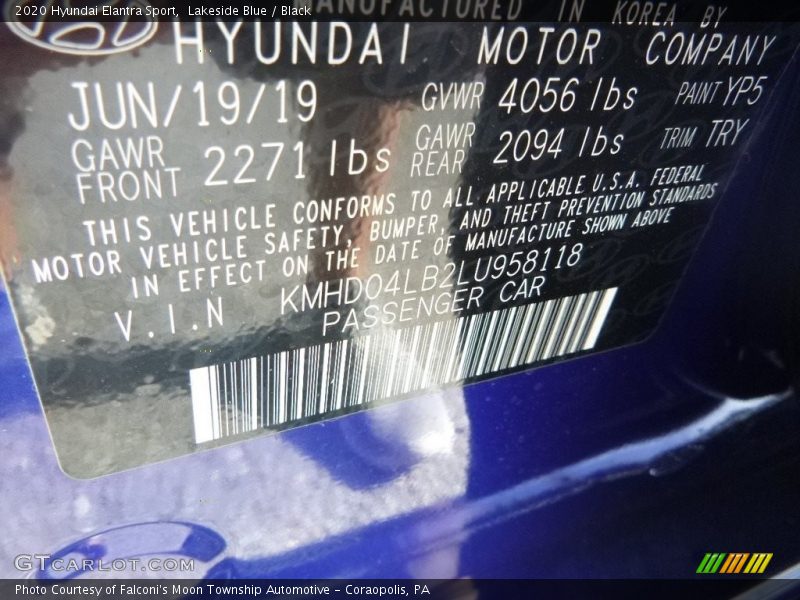 2020 Hyundai Elantra Sport, Lakeside Blue / Black
MANUFACTURED IN KOREA BY
HYUNDAI MOTOR COMPANY
JUN/19/19 GVWR 4056 lbs PAINT YP5
GAWR FRONT 2271 lbs GAWR REAR 2094 lbs TRIM TRY
THIS VEHICLE CONFORMS TO ALL APPLICABLE U.S.A. FEDERAL
MOTOR VEHICLE SAFETY, BUMPER, AND THEFT PREVENTION STANDARDS
IN EFFECT ON THE DATE OF MANUFACTURE SHOWN ABOVE
V.I.N KMHD04LB2LU958118
PASSENGER CAR
GTCARLOT.COM
Photo Courtesy of Falconi's Moon Township Automotive - Coraopolis, PA